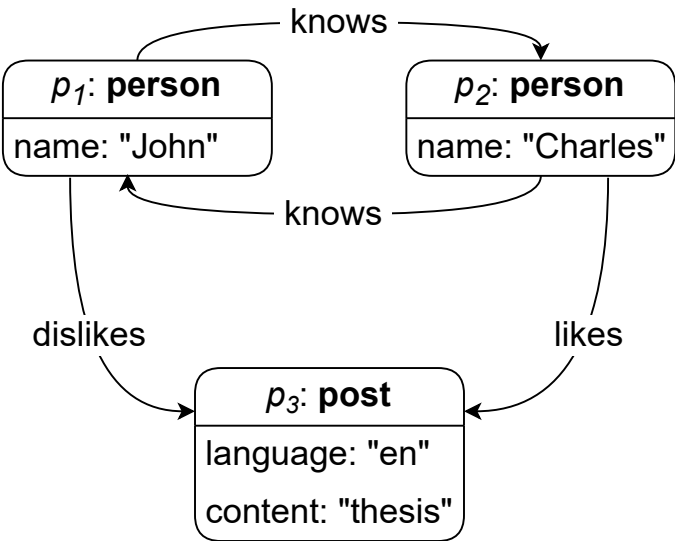 knows
p₁: person
p₂: person
name: "John"
name: "Charles"
knows
dislikes
likes
p₃: post
language: "en"
content: "thesis"